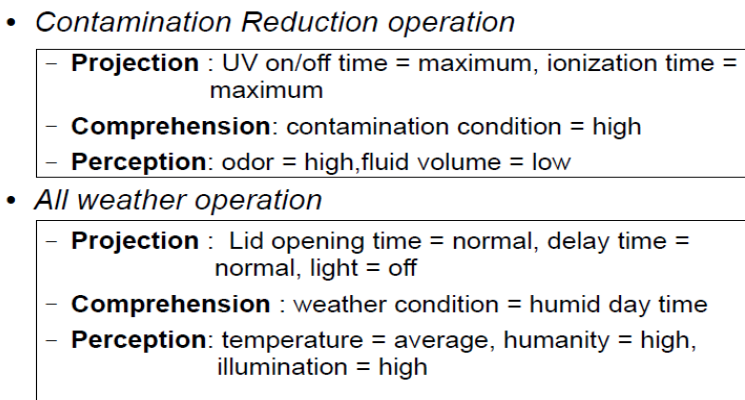 • Contamination Reduction operation
– Projection : UV on/off time = maximum, ionization time =
maximum
– Comprehension: contamination condition = high
– Perception: odor = high,fluid volume = low
• All weather operation
– Projection : Lid opening time = normal, delay time =
normal, light = off
– Comprehension : weather condition = humid day time
– Perception: temperature = average, humanity = high,
illumination = high